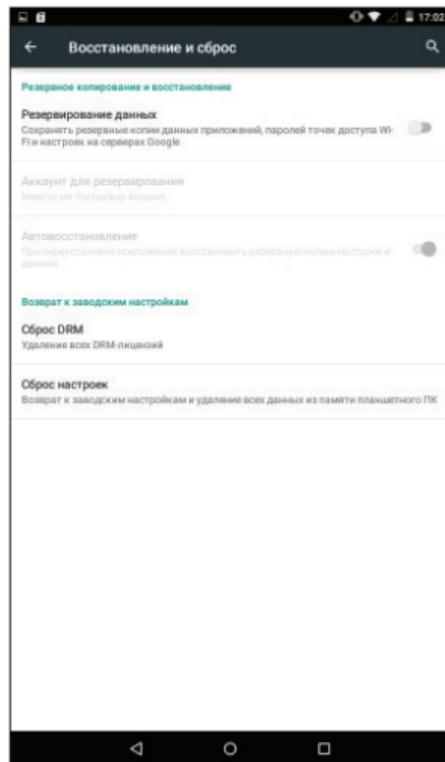 17:02
Восстановление и сброс
Резервное копирование и восстановление
Резервирование данных
Сохранять резервные копии данных приложений, паролей точек доступа Wi-
Fi и настроек на серверах Google
Аккаунт для резервирования
Need to set the backup account
Автовосстановление
При переустановке приложения восстановить резервную копию настроек и
данных
Возврат к заводским настройкам
Сброс DRM
Удаление всех DRM-лицензий
Сброс настроек
Возврат к заводским настройкам и удаление всех данных из памяти планшетного ПК